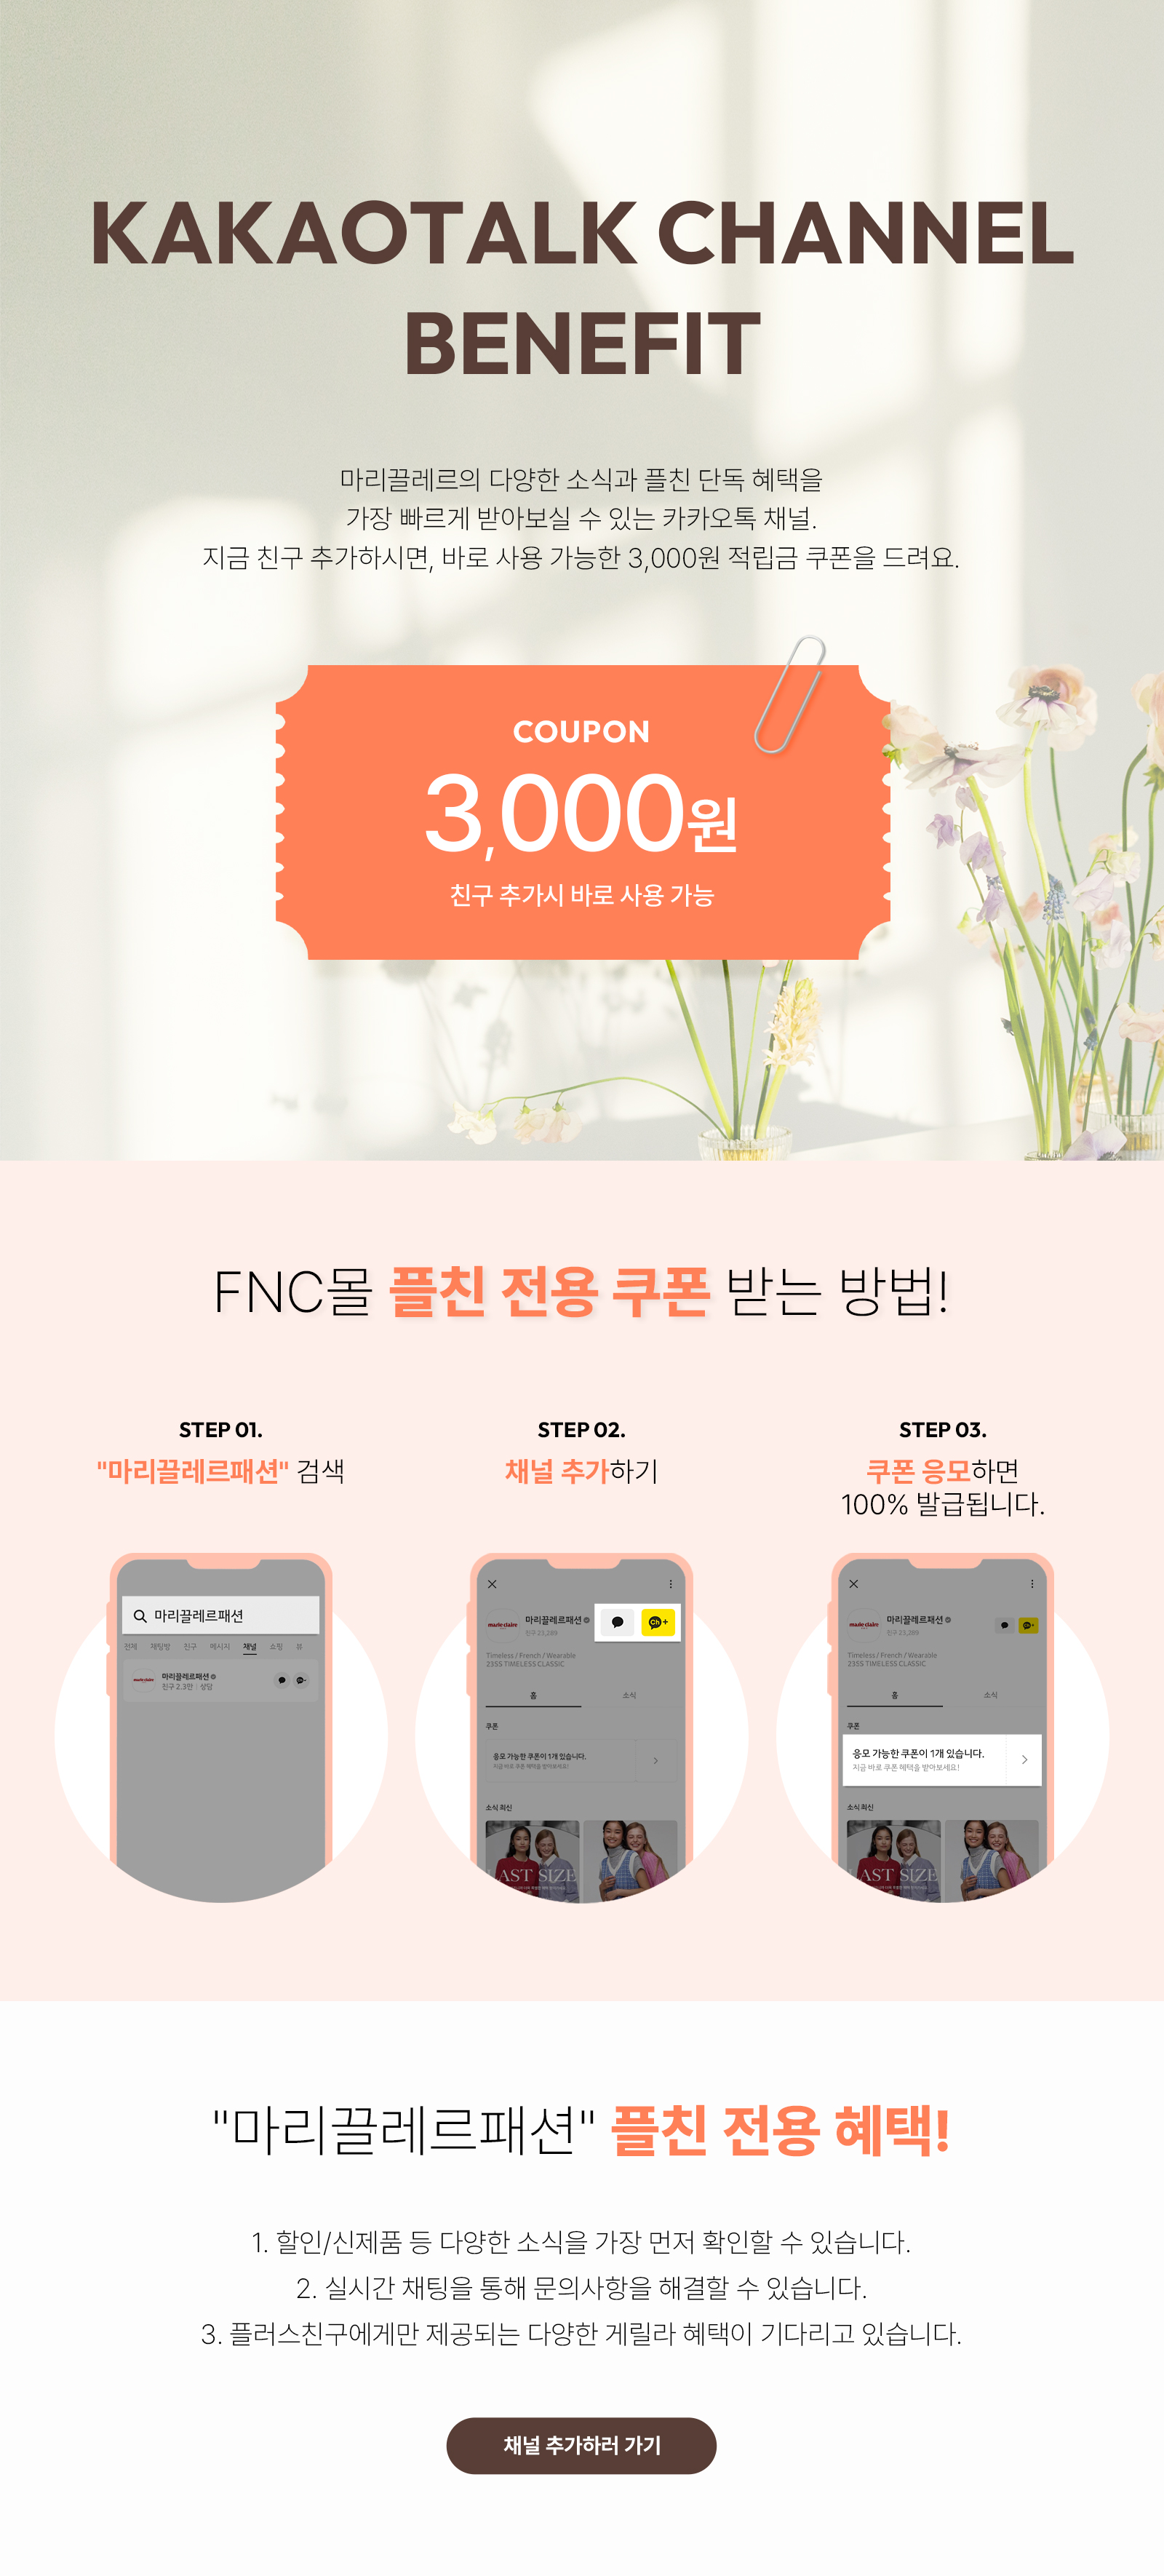 KAKAOTALK CHANNEL
BENEFIT
마리끌레르의 다양한 소식과 플친 단독 혜택을
가장 빠르게 받아보실 수 있는 카카오톡 채널.
지금 친구 추가하시면, 바로 사용 가능한 3,000원 적립금 쿠폰을 드려요.
COUPON
3,000원
친구 추가시 바로 사용 가능
FNC몰 플친 전용 쿠폰 받는 방법!
STEP 01.
"마리끌레르패션" 검색
마리끌레르패션
전체 채팅방 친구 메시지 채널 쇼핑 뷰
marie claire
마리끌레르패션
친구 2.3만 | 상담
STEP 02.
채널 추가하기
marie claire
마리끌레르패션
친구 23,289
Ch+
Timeless / French / Wearable
23SS TIMELESS CLASSIC
홈 소식
쿠폰
응모 가능한 쿠폰이 1개 있습니다.
지금 바로 쿠폰 혜택을 받아보세요!
소식 최신
LAST SIZE
STEP 03.
쿠폰 응모하면
100% 발급됩니다.
marie claire
마리끌레르패션
친구 23,289
Ch+
Timeless / French / Wearable
23SS TIMELESS CLASSIC
홈 소식
쿠폰
응모 가능한 쿠폰이 1개 있습니다.
지금 바로 쿠폰 혜택을 받아보세요!
소식 최신
LAST SIZE
"마리끌레르패션" 플친 전용 혜택!
1. 할인/신제품 등 다양한 소식을 가장 먼저 확인할 수 있습니다.
2. 실시간 채팅을 통해 문의사항을 해결할 수 있습니다.
3. 플러스친구에게만 제공되는 다양한 게릴라 혜택이 기다리고 있습니다.
채널 추가하러 가기